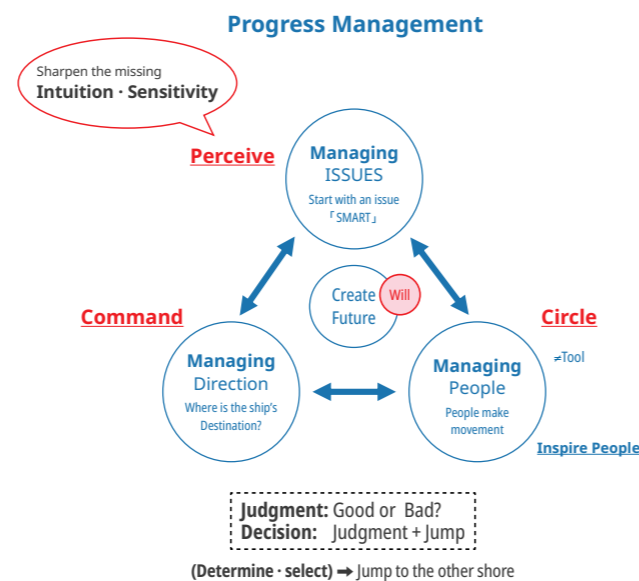 Progress Management
Sharpen the missing
Intuition · Sensitivity
Perceive
Managing
ISSUES
Start with an issue
「SMART」
Create
Future
Will
Command
Circle
Managing
Direction
Where is the ship's
Destination?
Managing
People
People make
movement
≠Tool
Inspire People
Judgment: Good or Bad?
Decision: Judgment + Jump
(Determine · select) ➡ Jump to the other shore